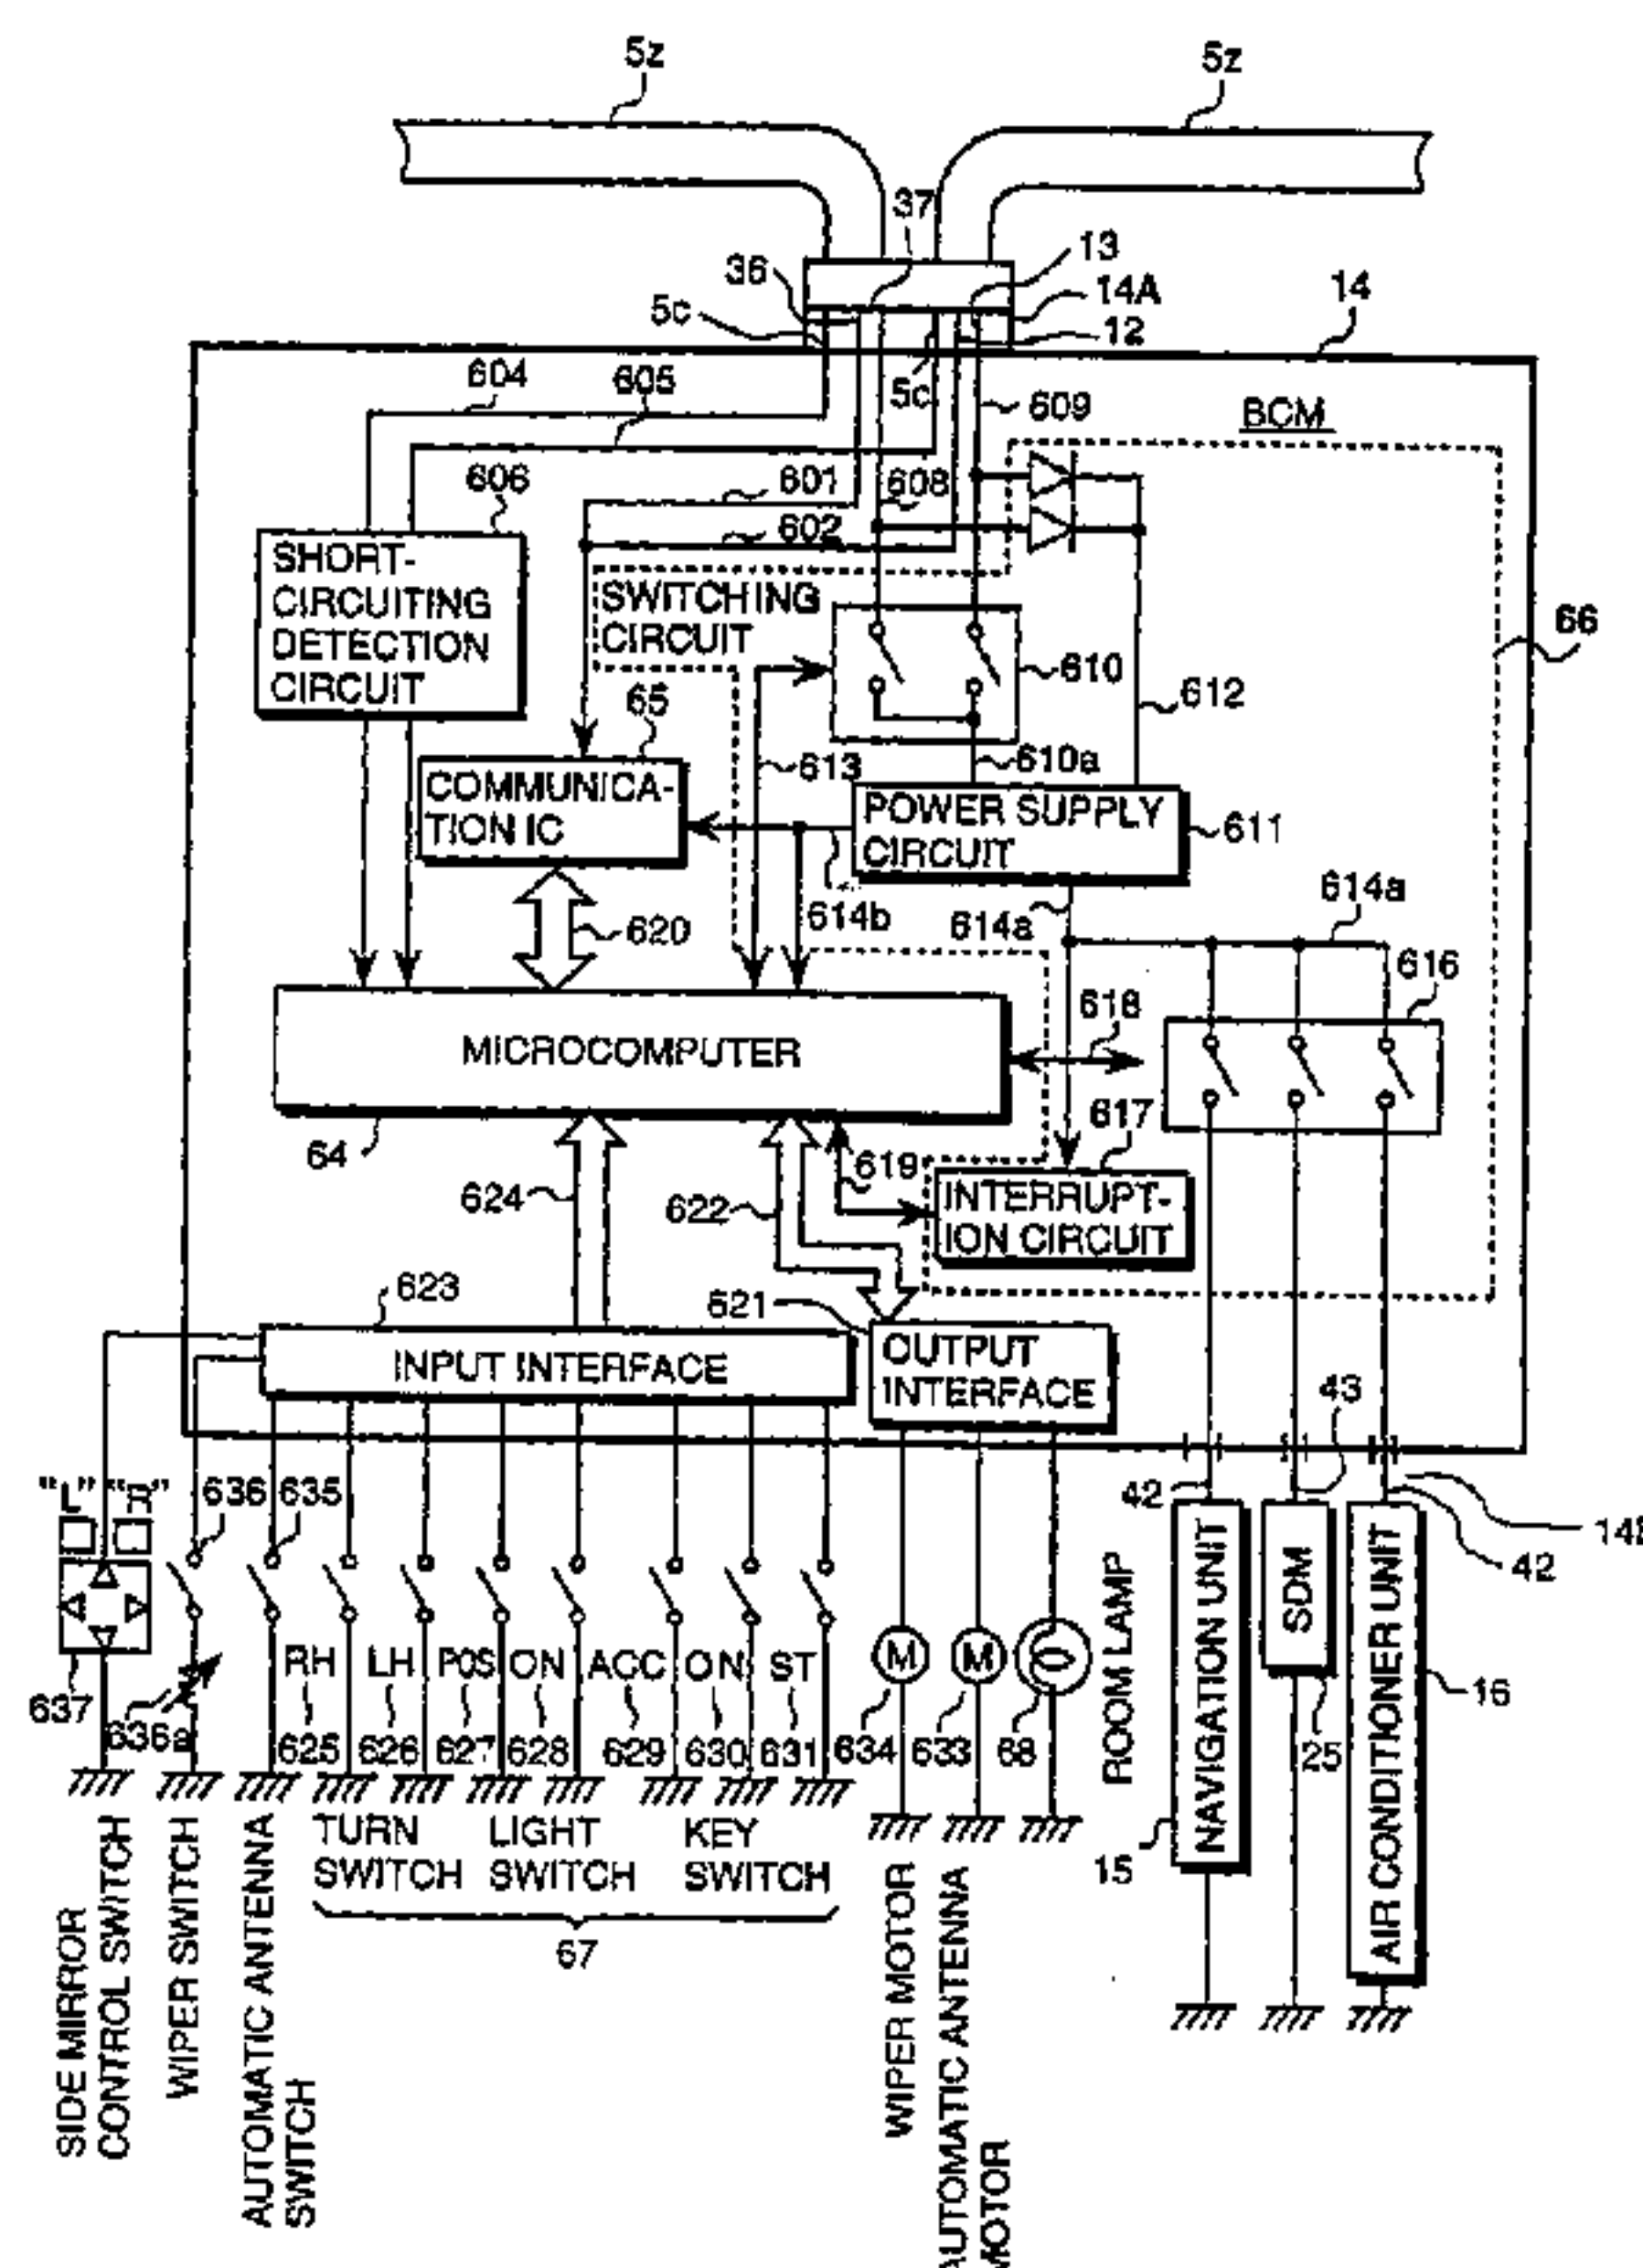 5z
5z
37
13
36
14A
14
5c
12
604
605
5c
609
BCM
606
601
608
602
SHORT-
CIRCUITING
DETECTION
CIRCUIT
SWITCHING
CIRCUIT
66
610
65
612
613
610a
COMMUNICA-
TION IC
POWER SUPPLY
CIRCUIT
611
614a
620
614b
614a
616
618
MICROCOMPUTER
617
64
619
624
622
INTERRUPT-
ION CIRCUIT
623
621
INPUT INTERFACE
OUTPUT
INTERFACE
43
"L" "R"
636
635
42
42
RH
LH
POS
ON
ACC
ON
ST
M
M
16
637
636a
625
626
627
628
629
630
631
634
633
68
25
ROOM LAMP
NAVIGATION UNIT
SDM
AIR CONDITIONER UNIT
15
TURN
SWITCH
LIGHT
SWITCH
KEY
SWITCH
67
SIDE MIRROR
CONTROL SWITCH
WIPER SWITCH
AUTOMATIC ANTENNA
SWITCH
WIPER MOTOR
AUTOMATIC ANTENNA
MOTOR